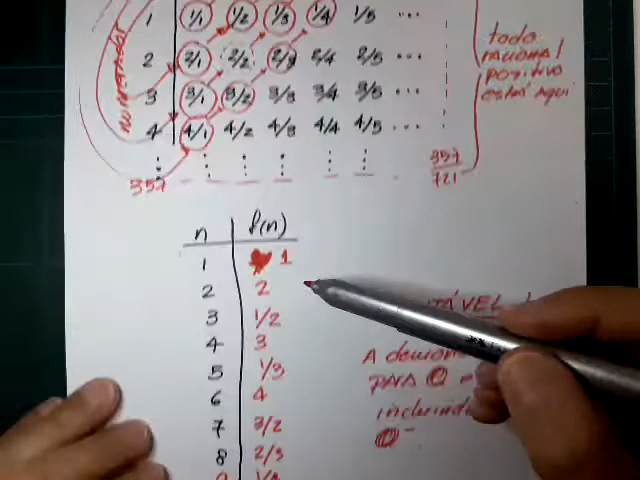 1 1/1 1/2 1/3 1/4 1/5 ...
2 2/1 2/2 2/3 2/4 2/5 ...
3 3/1 3/2 3/3 3/4 3/5 ...
4 4/1 4/2 4/3 4/4 4/5 ...
357
357/721
todo
racional
positivo
está aqui
n f(n)
1 1
2 2
3 1/2
4 3
5 1/3
6 4
7 3/2
8 2/3
A
para Q